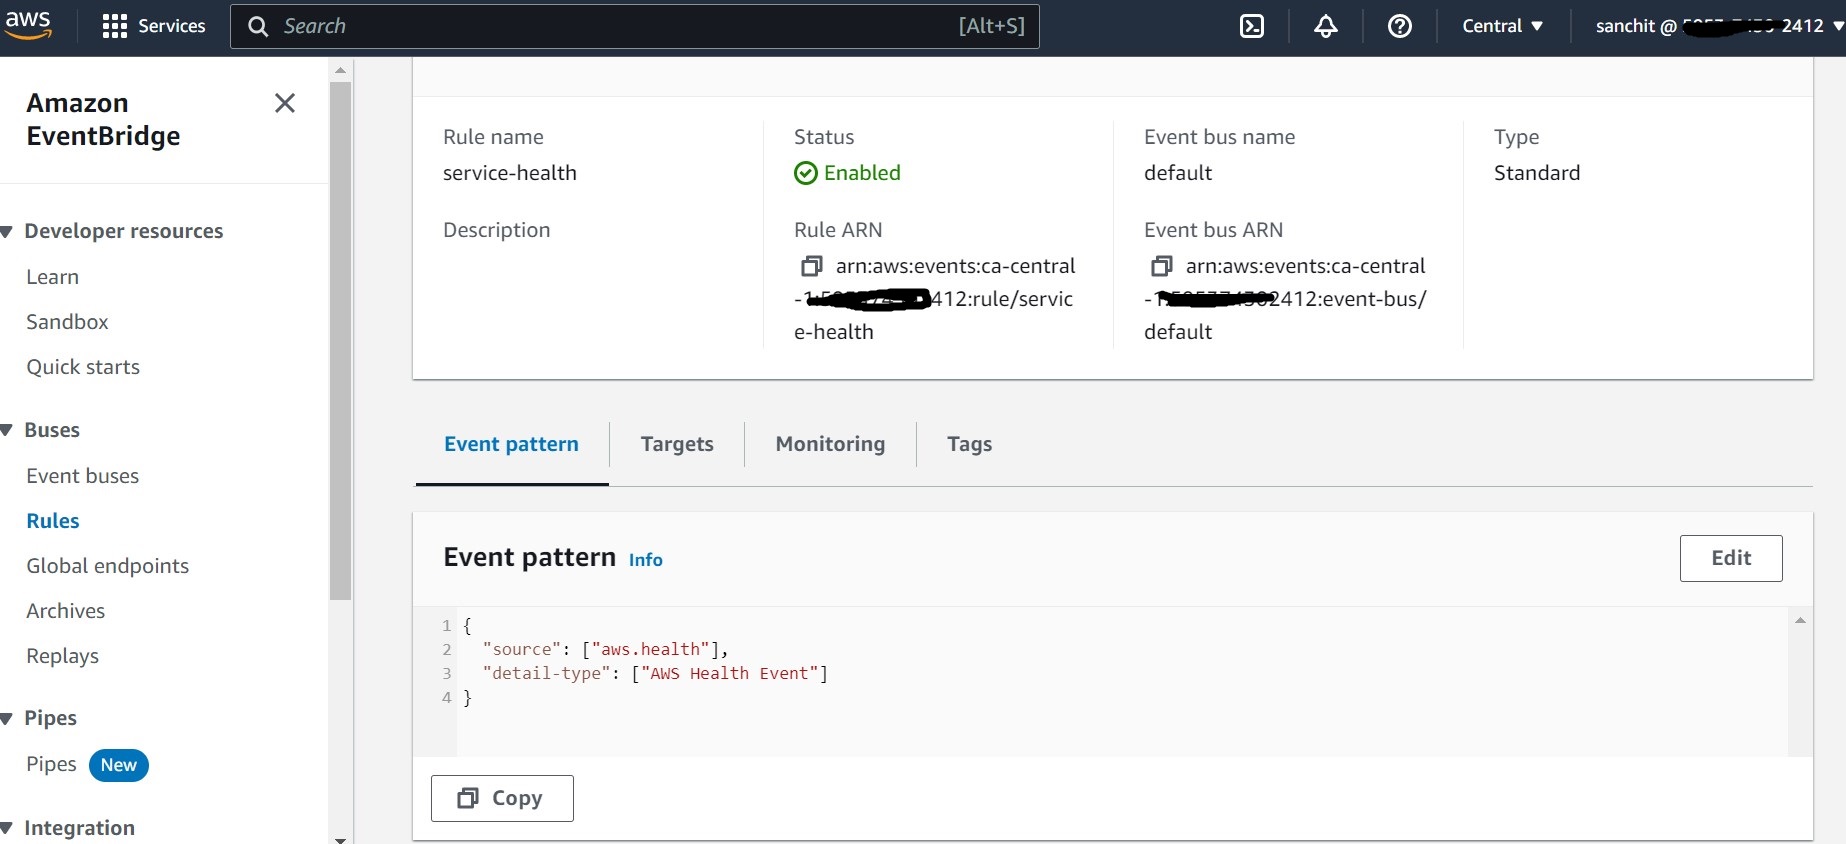 aws
Services
Search
[Alt+S]
Central
sanchit @ 2412
Amazon
EventBridge
Developer resources
Learn
Sandbox
Quick starts
Buses
Event buses
Rules
Global endpoints
Archives
Replays
Pipes
Pipes New
Integration
Rule name
service-health
Description
Status
Enabled
Rule ARN
arn:aws:events:ca-central
-1: 412:rule/servic
e-health
Event bus name
default
Event bus ARN
arn:aws:events:ca-central
-1: 2412:event-bus/
default
Type
Standard
Event pattern
Targets
Monitoring
Tags
Event pattern Info
Edit
1 {
2 "source": ["aws.health"],
3 "detail-type": ["AWS Health Event"]
4 }
Copy